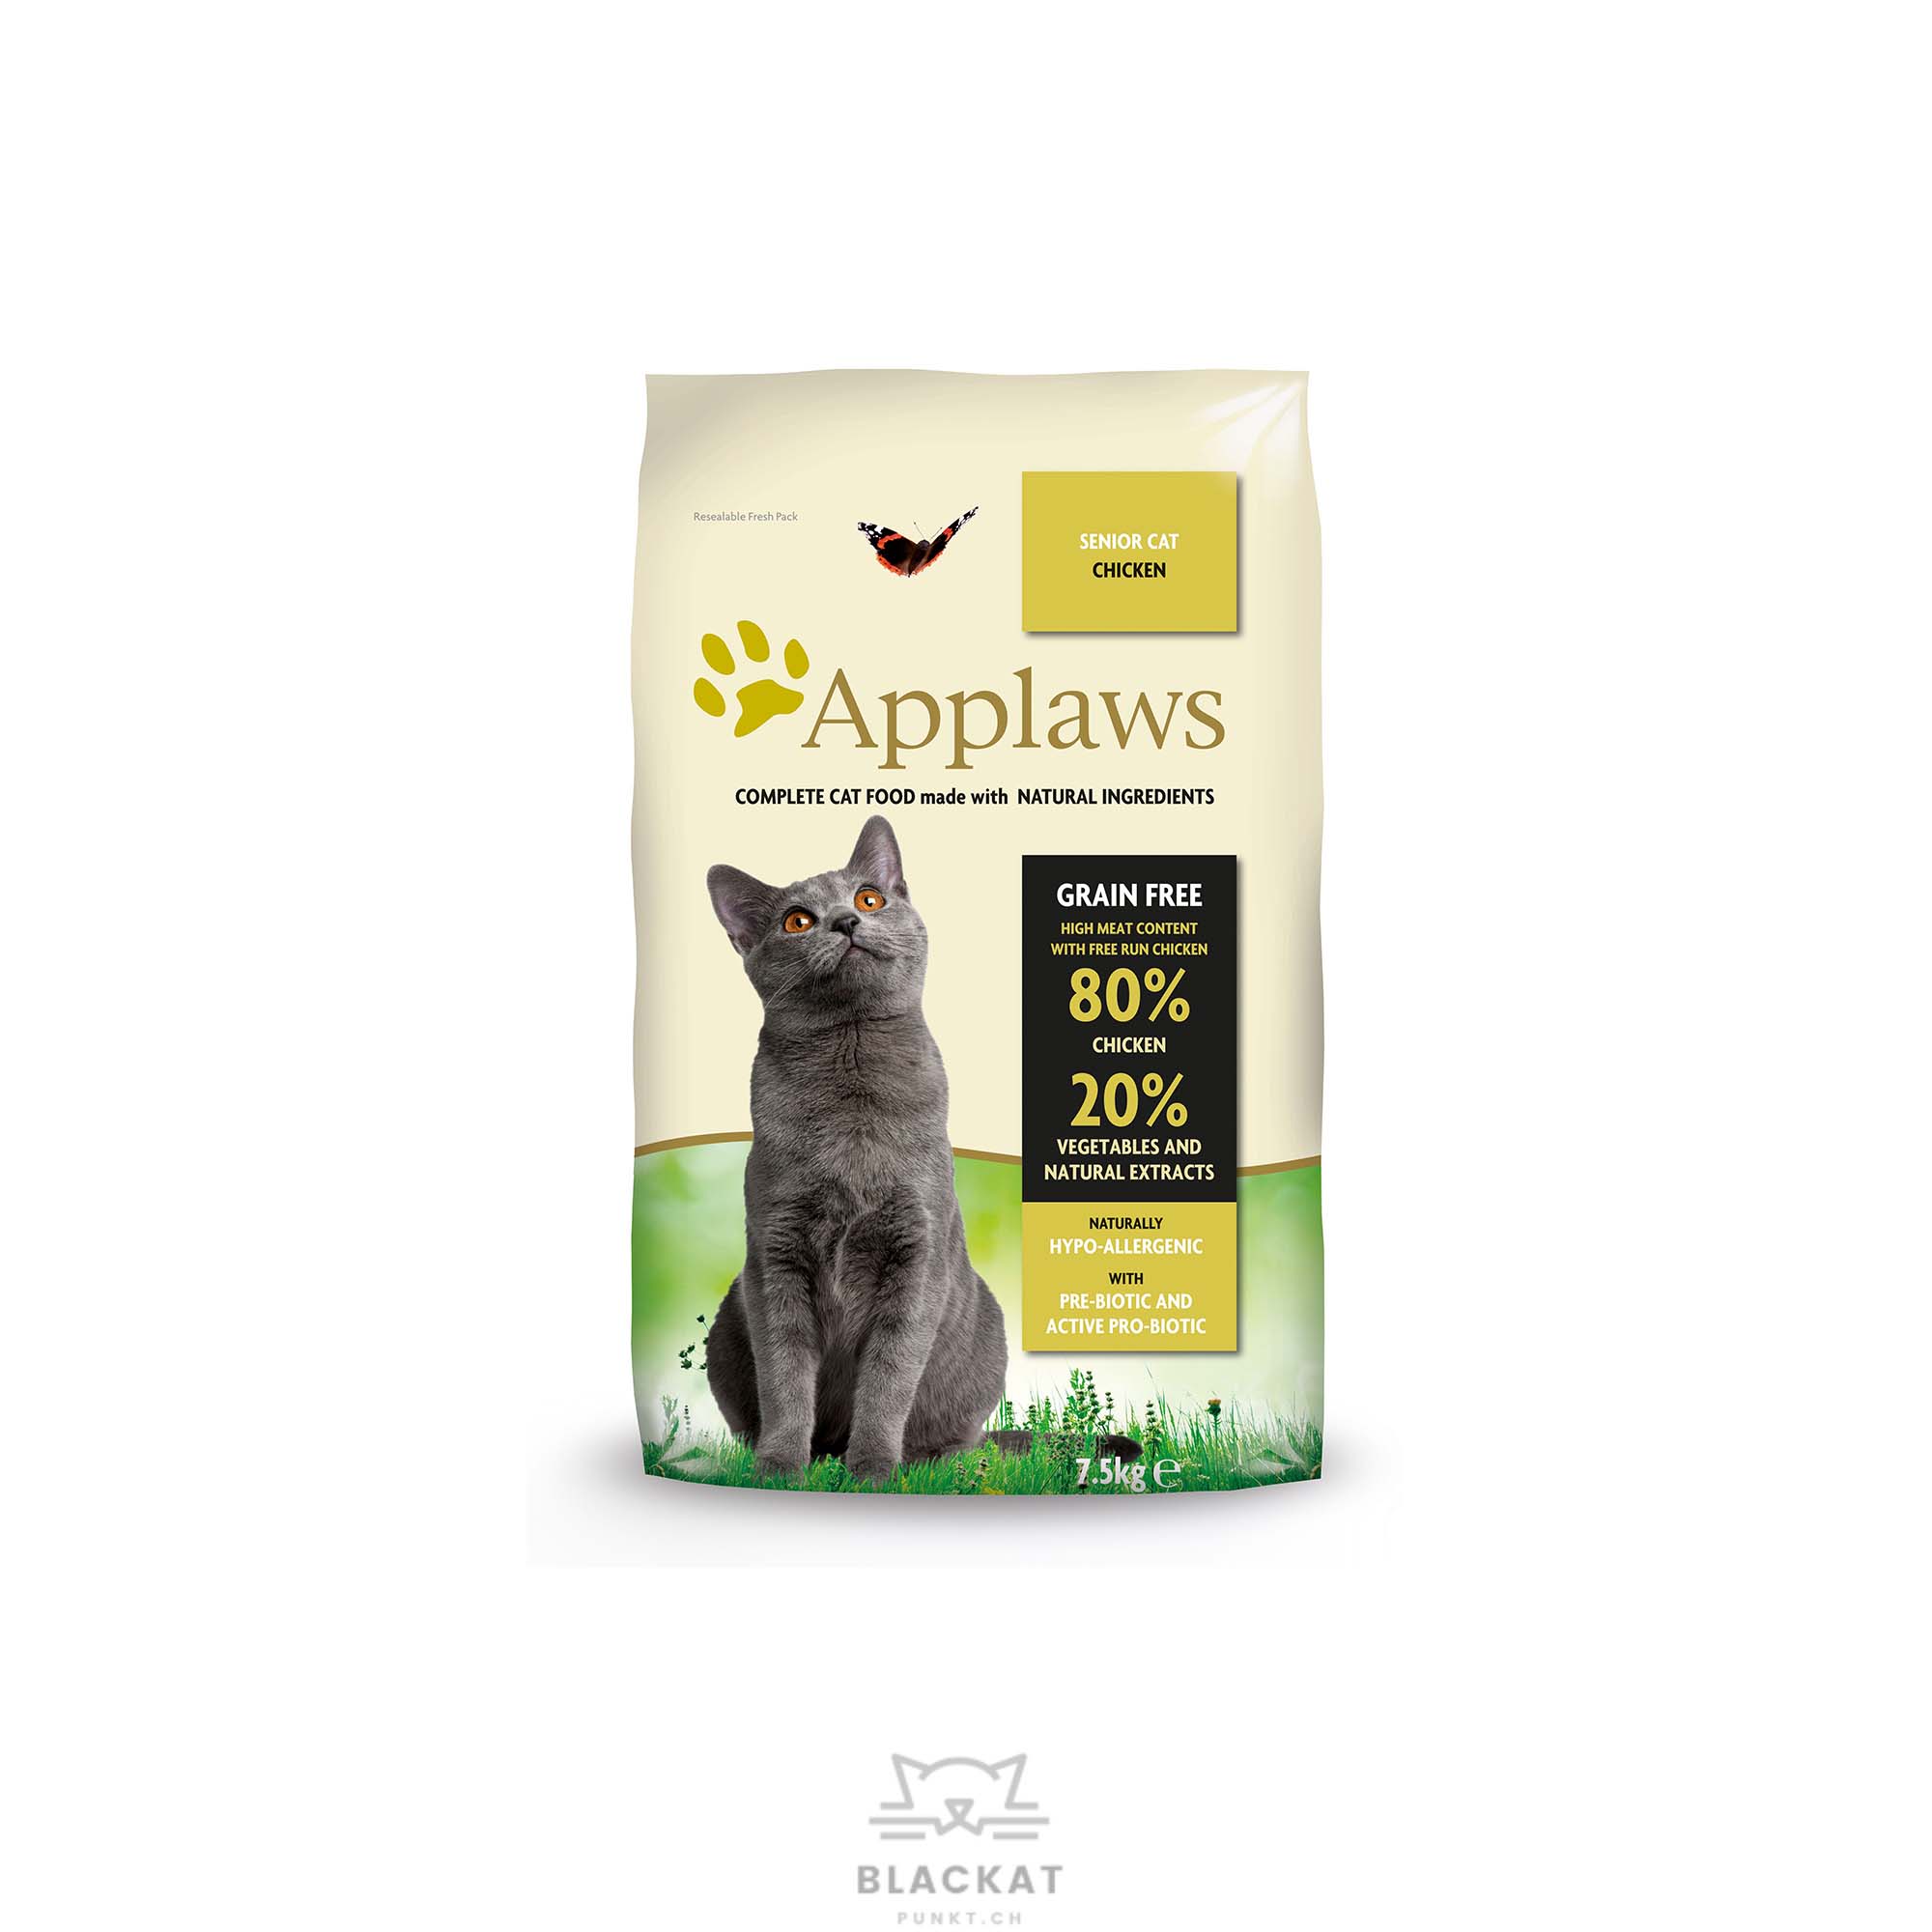 Resealable Fresh Pack
SENIOR CAT
CHICKEN
Applaws
COMPLETE CAT FOOD made with NATURAL INGREDIENTS
GRAIN FREE
HIGH MEAT CONTENT
WITH FREE RUN CHICKEN
80%
CHICKEN
20%
VEGETABLES AND
NATURAL EXTRACTS
NATURALLY
HYPO-ALLERGENIC
WITH
PRE-BIOTIC AND
ACTIVE PRO-BIOTIC
7.5kg ℮
BLACKAT
PUNKT.CH